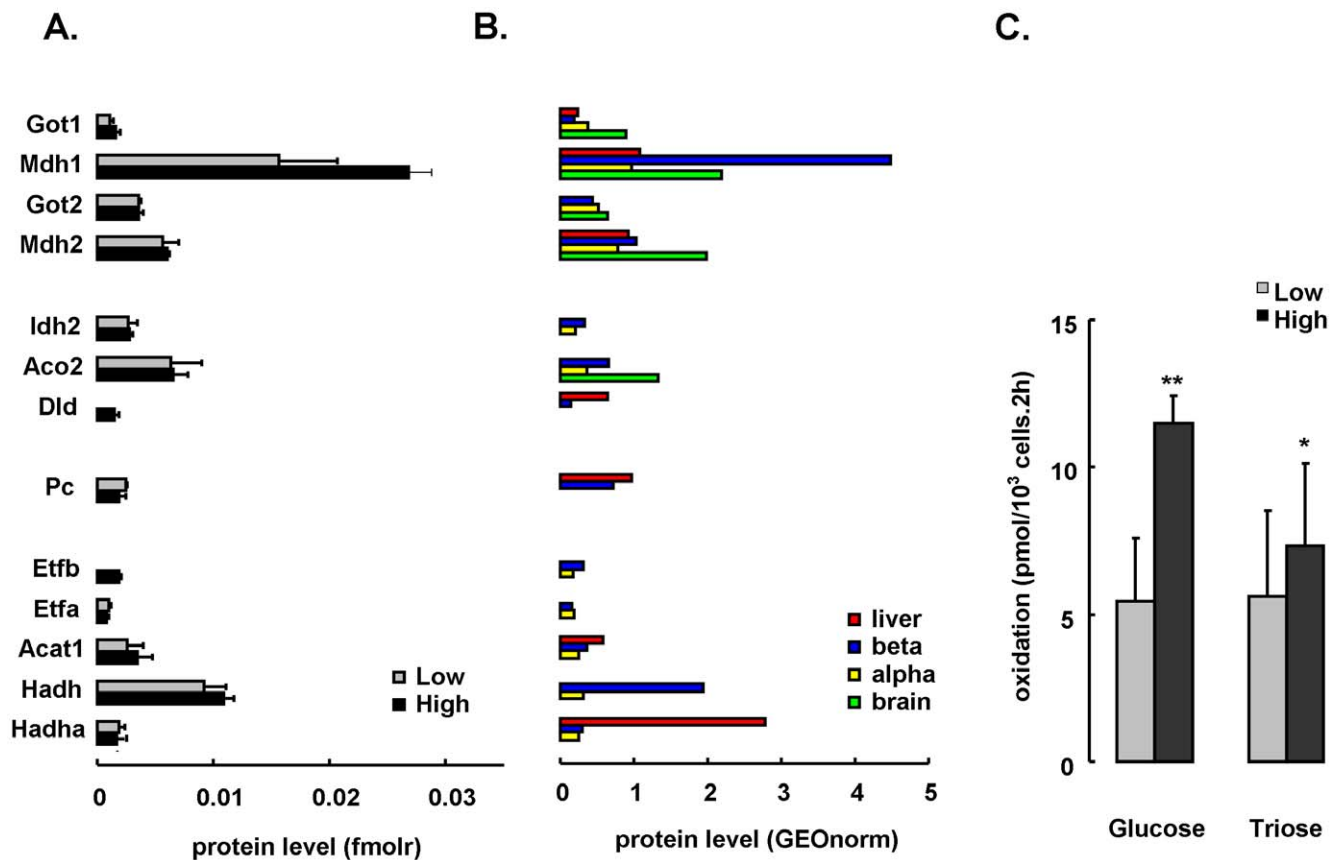 A.
B.
C.
Got1
Mdh1
Got2
Mdh2
Idh2
Aco2
Dld
Pc
Etfb
Etfa
Acat1
Hadh
Hadha
Low
High
0 0.01 0.02 0.03
protein level (fmolr)
liver
beta
alpha
brain
0 1 2 3 4 5
protein level (GEOnorm)
Low
High
15
10
5
0
**
*
oxidation (pmol/10³ cells.2h)
Glucose Triose